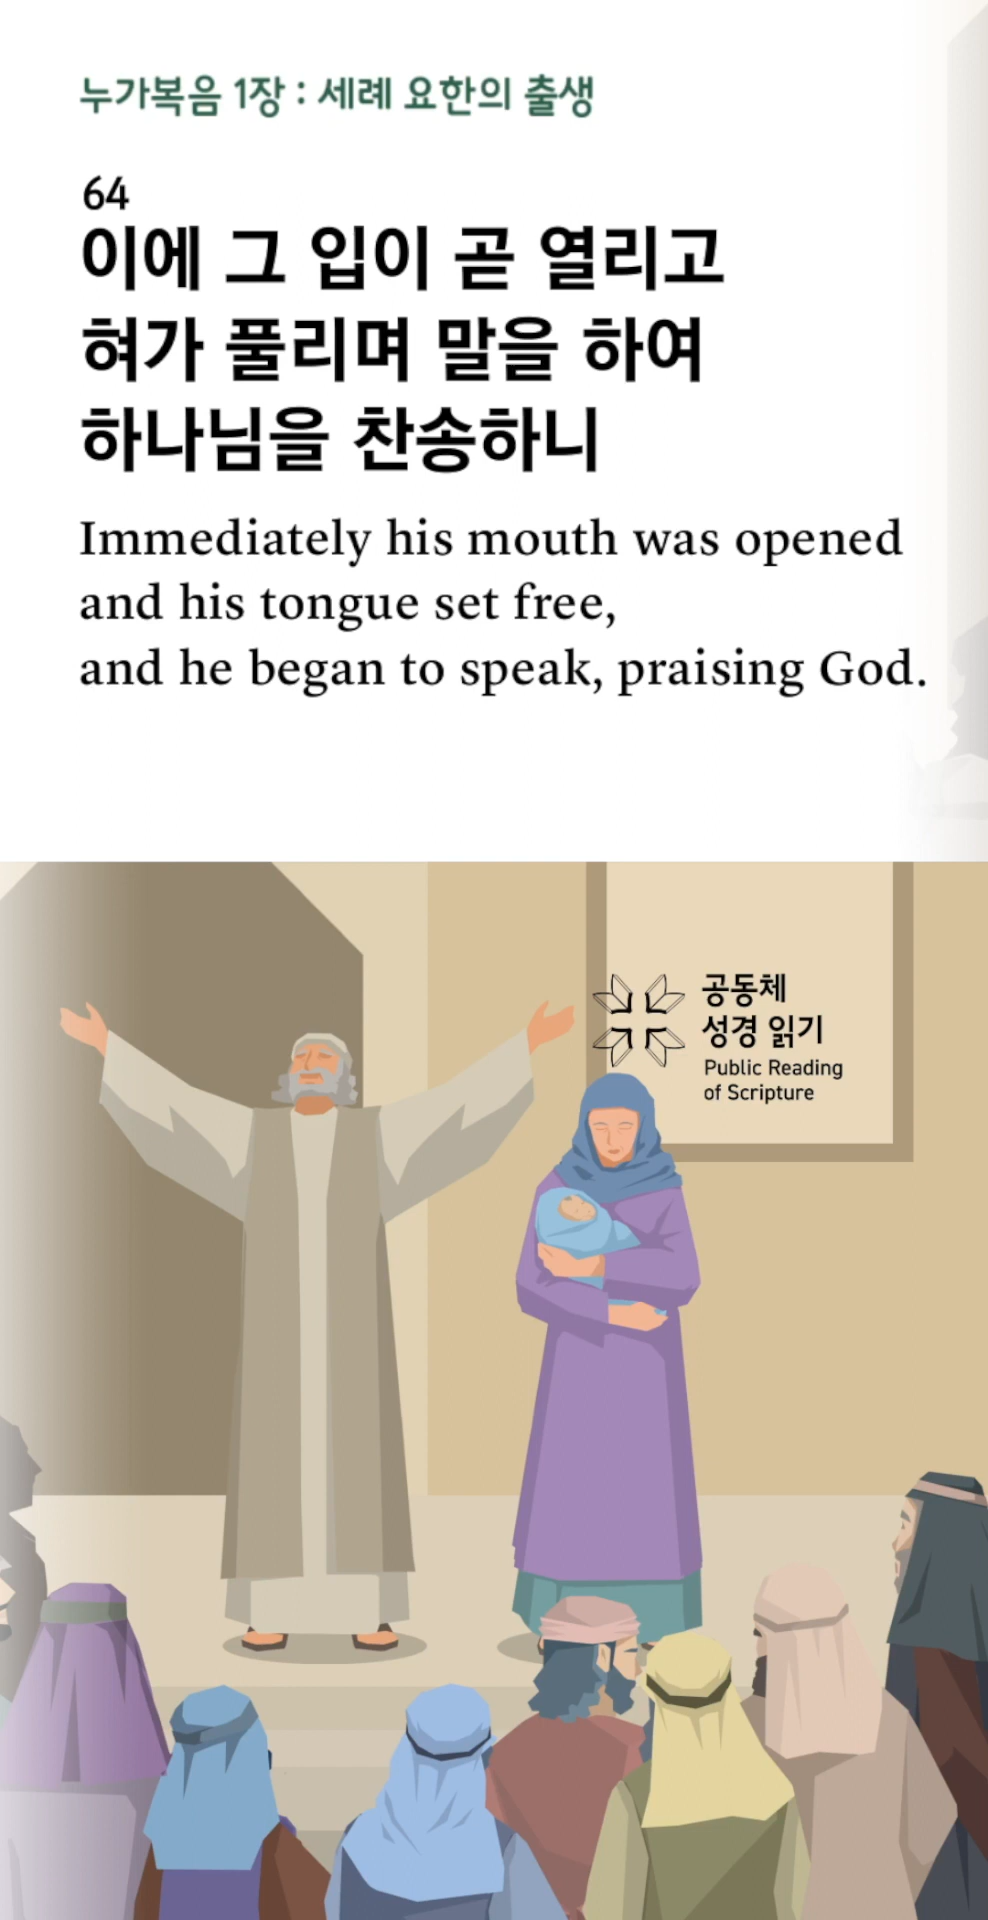 누가복음 1장 : 세례 요한의 출생
64
이에 그 입이 곧 열리고
혀가 풀리며 말을 하여
하나님을 찬송하니
Immediately his mouth was opened
and his tongue set free,
and he began to speak, praising God.
공동체
성경 읽기
Public Reading
of Scripture